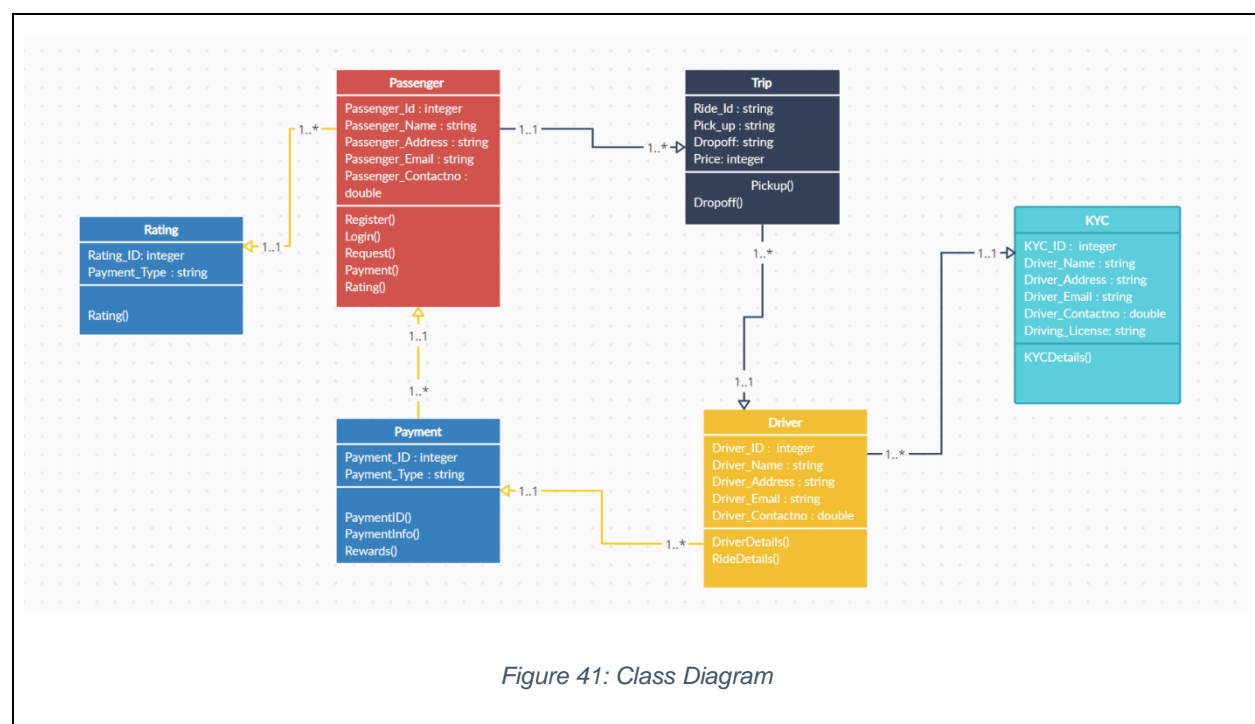 Passenger
Passenger_Id : integer
Passenger_Name : string
Passenger_Address : string
Passenger_Email : string
Passenger_Contactno :
double
Register()
Login()
Request()
Payment()
Rating()
Trip
Ride_Id : string
Pick_up : string
Dropoff: string
Price: integer
Pickup()
Dropoff()
1..*
1..1
1..*
Rating
Rating_ID: integer
Payment_Type : string
Rating()
1..1
KYC
KYC_ID : integer
Driver_Name : string
Driver_Address : string
Driver_Email : string
Driver_Contactno : double
Driving_License: string
KYCDetails()
1..*
1..1
1..1
1..*
1..1
Payment
Payment_ID : integer
Payment_Type : string
PaymentID()
PaymentInfo()
Rewards()
Driver
Driver_ID : integer
Driver_Name : string
Driver_Address : string
Driver_Email : string
Driver_Contactno : double
DriverDetails()
RideDetails()
1..*
1..1
1..*
Figure 41: Class Diagram